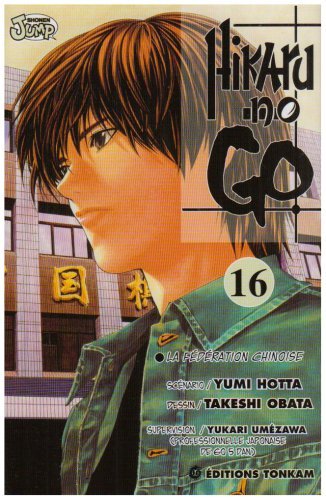 SHONEN
JUMP
HIKARU
no
GO
16
国
LA FÉDÉRATION CHINOISE
SCÉNARIO / YUMI HOTTA
DESSIN / TAKESHI OBATA
SUPERVISION / YUKARI UMÉZAWA
(PROFESSIONNELLE JAPONAISE
DE GO 5 DAN)
ÉDITIONS TONKAM